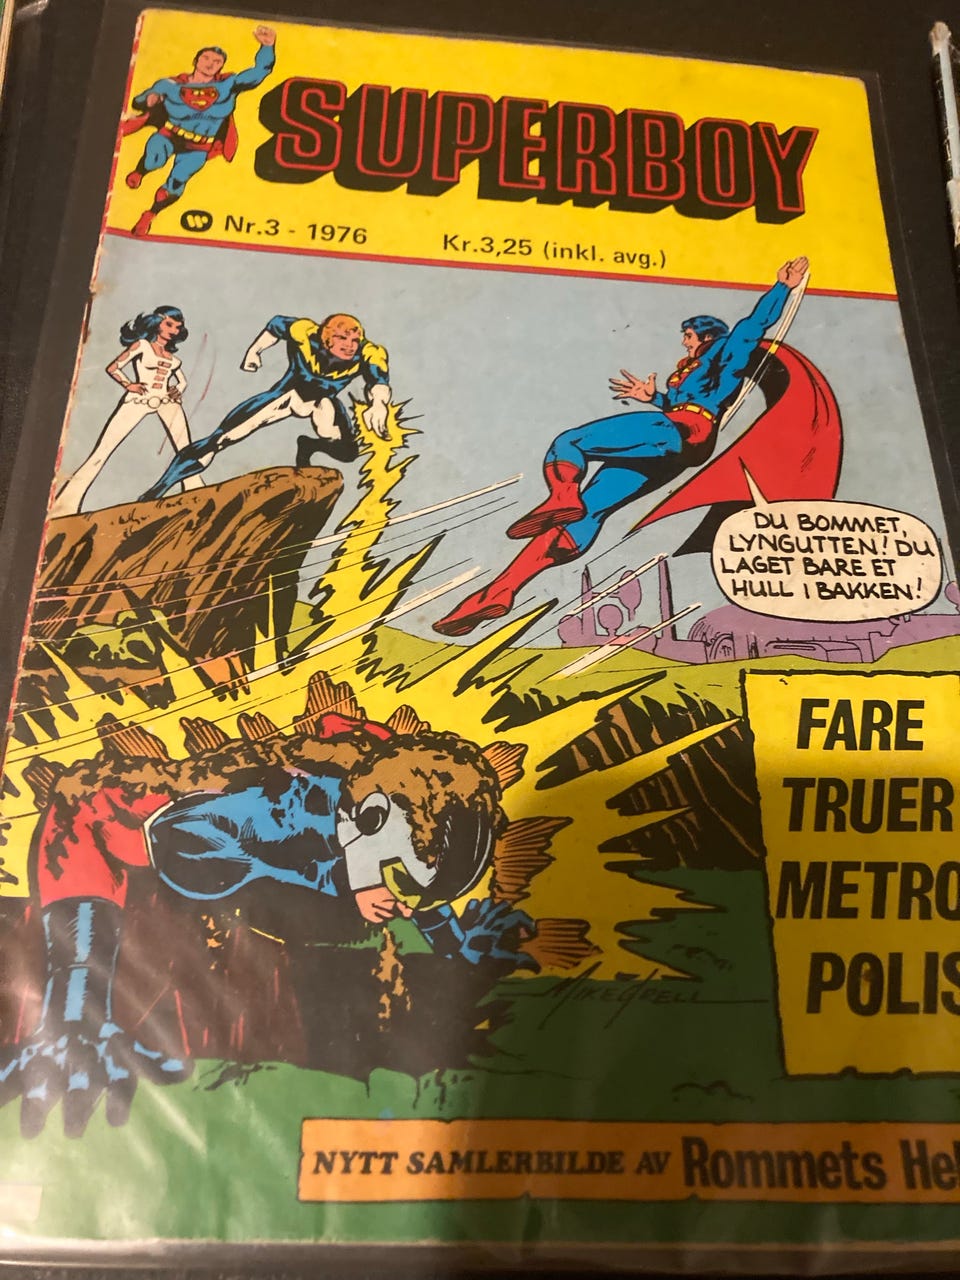 SUPERBOY
Nr.3 - 1976
Kr.3,25 (inkl. avg.)
DU BOMMET,
LYNGUTTEN! DU
LAGET BARE ET
HULL I BAKKEN!
FARE
TRUER
METRO
POLIS
MIKE GRELL
NYTT SAMLERBILDE AV Rommets Hel